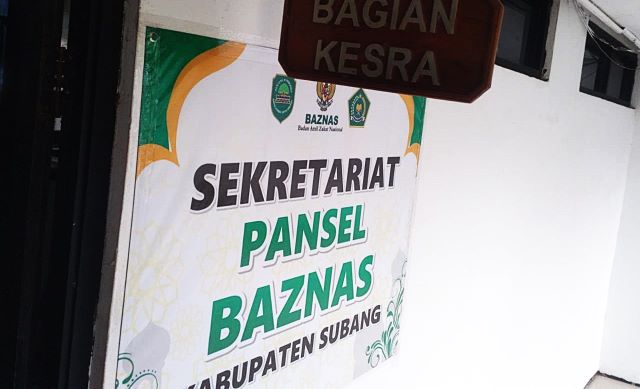 BAGIAN
KESRA
BAZNAS
Badan Amil Zakat Nasional
SEKRETARIAT
PANSEL
BAZNAS
KABUPATEN SUBANG